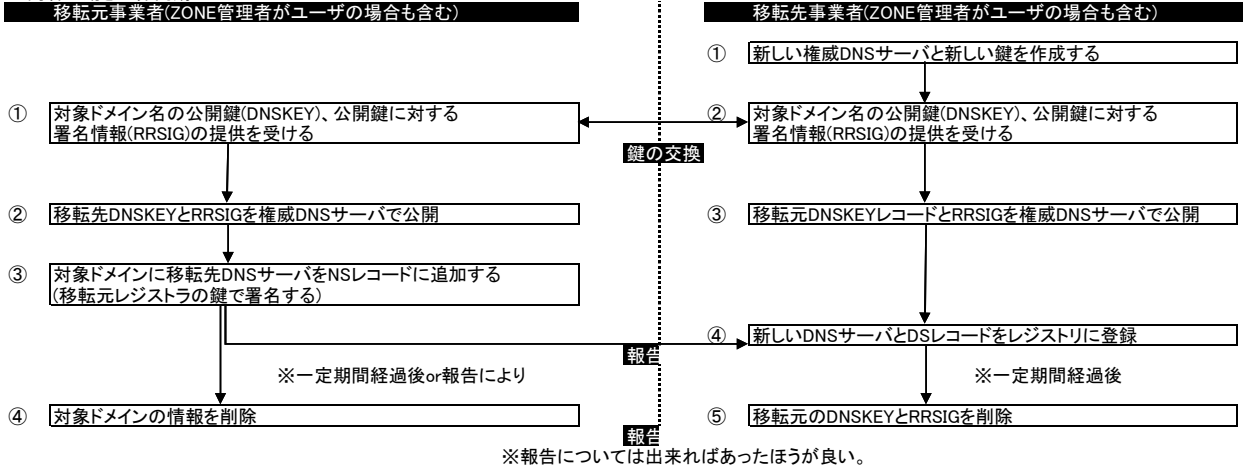 移転元事業者(ZONE管理者がユーザの場合も含む)
移転先事業者(ZONE管理者がユーザの場合も含む)
① 新しい権威DNSサーバと新しい鍵を作成する
① 対象ドメイン名の公開鍵(DNSKEY)、公開鍵に対する
署名情報(RRSIG)の提供を受ける
② 対象ドメイン名の公開鍵(DNSKEY)、公開鍵に対する
署名情報(RRSIG)の提供を受ける
鍵の交換
② 移転先DNSKEYとRRSIGを権威DNSサーバで公開
③ 移転元DNSKEYレコードとRRSIGを権威DNSサーバで公開
③ 対象ドメインに移転先DNSサーバをNSレコードに追加する
(移転元レジストラの鍵で署名する)
④ 新しいDNSサーバとDSレコードをレジストリに登録
報告
※一定期間経過後or報告により
※一定期間経過後
④ 対象ドメインの情報を削除
⑤ 移転元のDNSKEYとRRSIGを削除
報告
※報告については出来ればあったほうが良い。